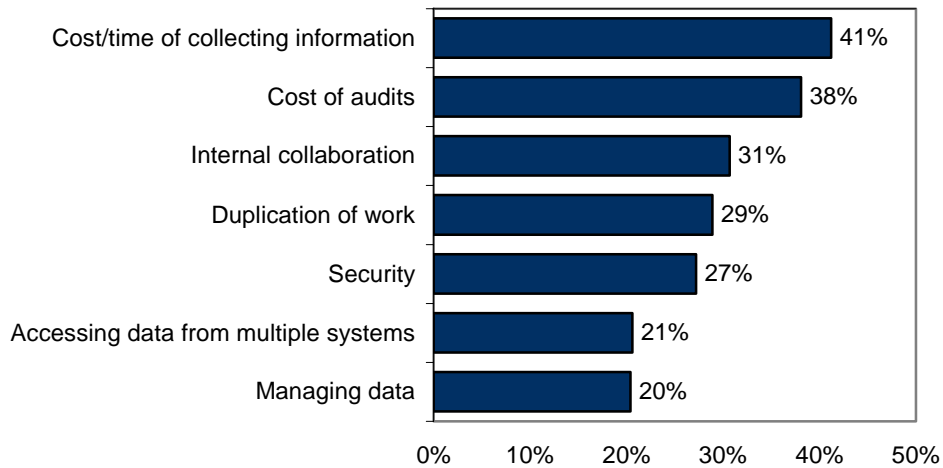 Cost/time of collecting information 41%
Cost of audits 38%
Internal collaboration 31%
Duplication of work 29%
Security 27%
Accessing data from multiple systems 21%
Managing data 20%
0% 10% 20% 30% 40% 50%